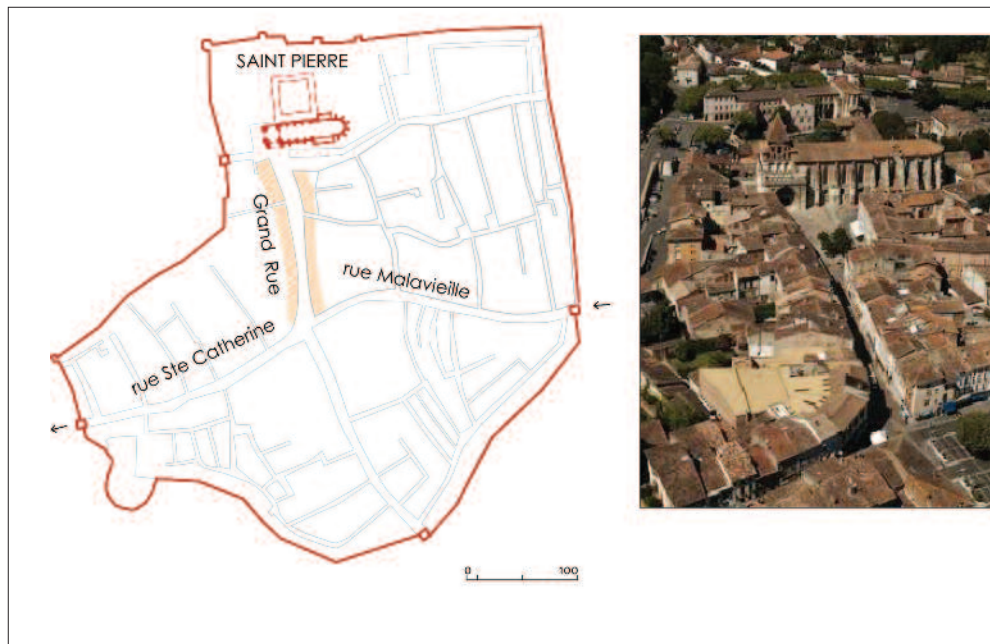 SAINT PIERRE
Grand Rue
rue Malavieille
rue Ste Catherine
0 100